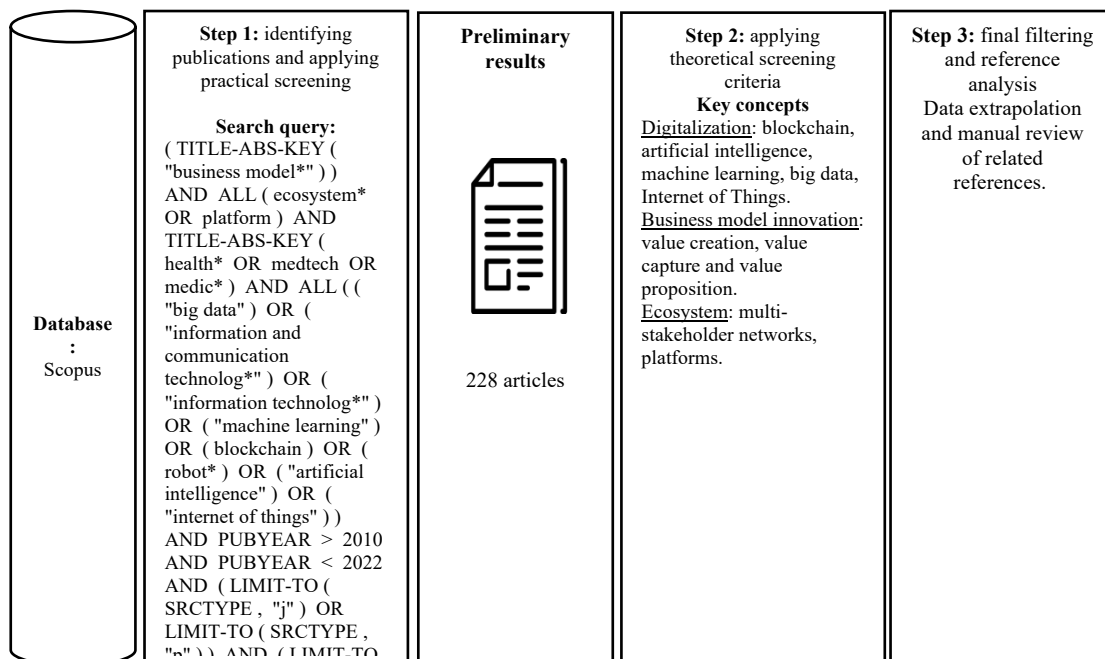 Database
:
Scopus
Step 1: identifying
publications and applying
practical screening
Search query:
( TITLE-ABS-KEY (
"business model*" ) )
AND ALL ( ecosystem*
OR platform ) AND
TITLE-ABS-KEY (
health* OR medtech OR
medic* ) AND ALL ( (
"big data" ) OR (
"information and
communication
technolog*" ) OR (
"information technolog*" )
OR ( "machine learning" )
OR ( blockchain ) OR (
robot* ) OR ( "artificial
intelligence" ) OR (
"internet of things" ) )
AND PUBYEAR > 2010
AND PUBYEAR < 2022
AND ( LIMIT-TO (
SRCTYPE , "j" ) OR
LIMIT-TO ( SRCTYPE ,
"p" ) ) AND ( LIMIT-TO
Preliminary
results
228 articles
Step 2: applying
theoretical screening
criteria
Key concepts
Digitalization: blockchain,
artificial intelligence,
machine learning, big data,
Internet of Things.
Business model innovation:
value creation, value
capture and value
proposition.
Ecosystem: multi-
stakeholder networks,
platforms.
Step 3: final filtering
and reference
analysis
Data extrapolation
and manual review
of related
references.